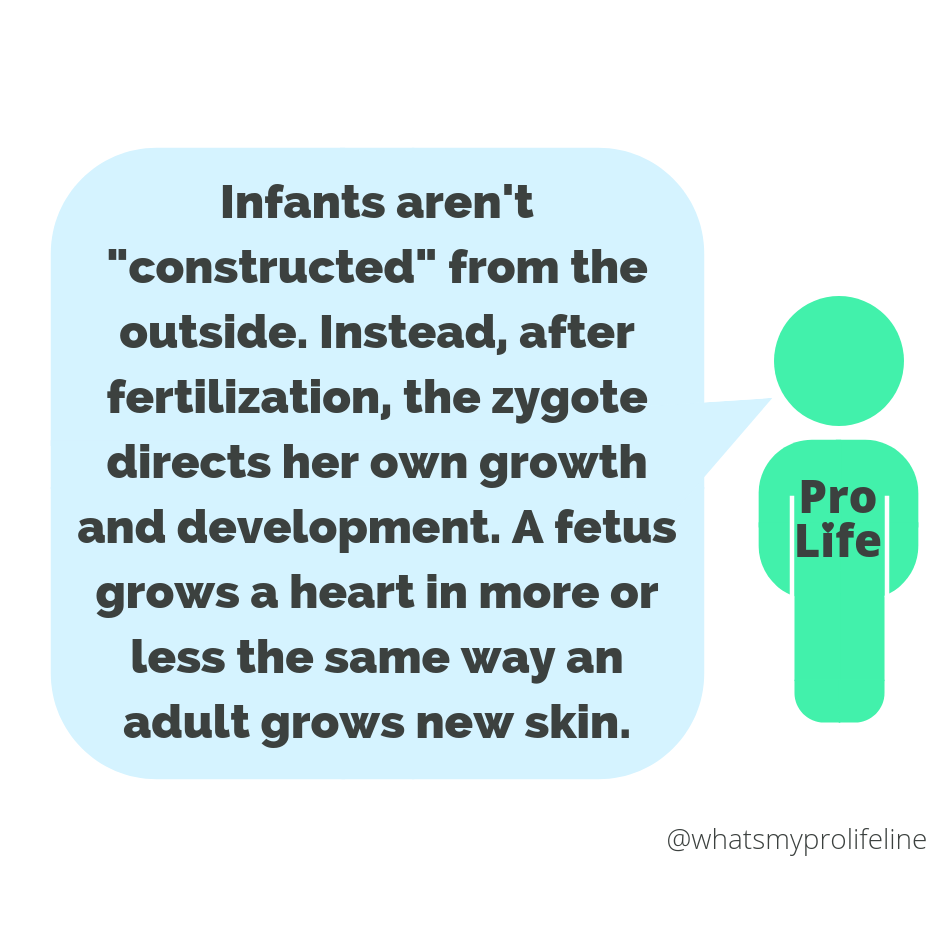 Infants aren't
"constructed" from the
outside. Instead, after
fertilization, the zygote
directs her own growth
and development. A fetus
grows a heart in more or
less the same way an
adult grows new skin.
Pro
Life
@whatsmyprolifeline